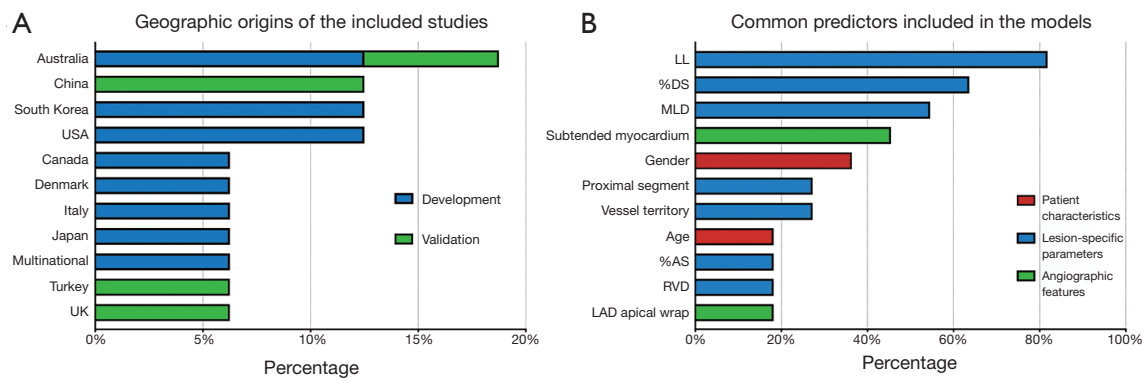 A
Geographic origins of the included studies
Australia
China
South Korea
USA
Canada
Denmark
Italy
Japan
Multinational
Turkey
UK
Development
Validation
0%
5%
10%
15%
20%
Percentage
B
Common predictors included in the models
LL
%DS
MLD
Subtended myocardium
Gender
Proximal segment
Vessel territory
Age
%AS
RVD
LAD apical wrap
Patient
characteristics
Lesion-specific
parameters
Angiographic
features
0%
20%
40%
60%
80%
100%
Percentage